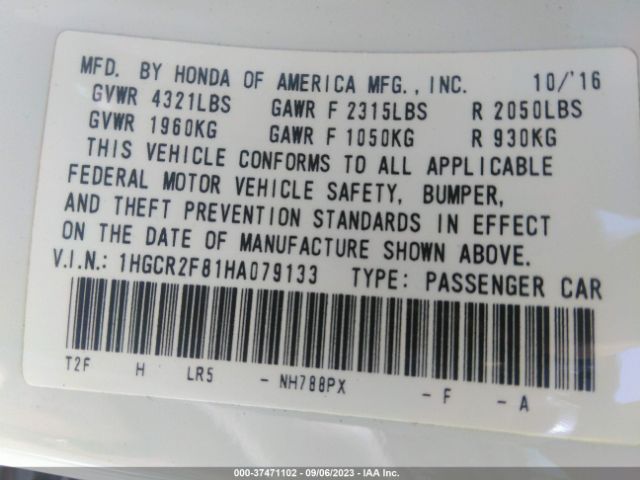 MFD. BY HONDA OF AMERICA MFG., INC. 10/'16
GVWR 4321LBS GAWR F 2315LBS R 2050LBS
GVWR 1960KG GAWR F 1050KG R 930KG
THIS VEHICLE CONFORMS TO ALL APPLICABLE
FEDERAL MOTOR VEHICLE SAFETY, BUMPER,
AND THEFT PREVENTION STANDARDS IN EFFECT
ON THE DATE OF MANUFACTURE SHOWN ABOVE.
V.I.N.: 1HGCR2F81HA079133 TYPE: PASSENGER CAR
T2F H LR5 - NH788PX - F - A
000-37471102 - 09/06/2023 - IAA Inc.